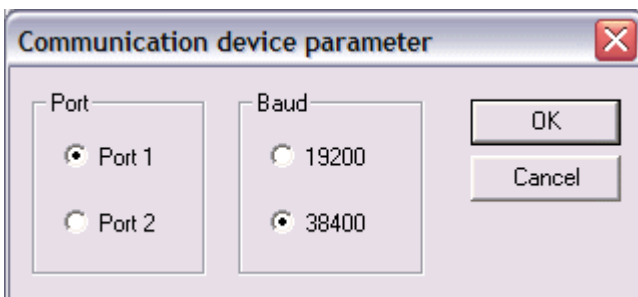 Communication device parameter
Port
Port 1
Port 2
Baud
19200
38400
OK
Cancel